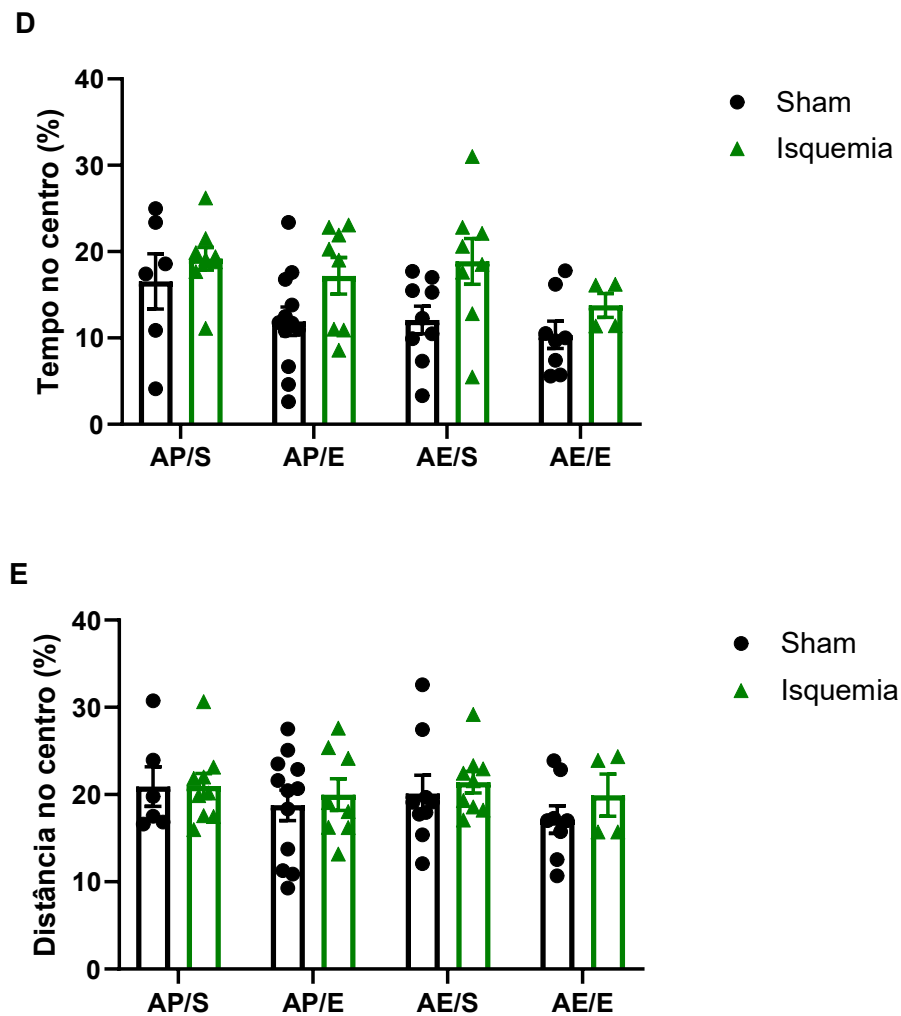 D
Tempo no centro (%)
40
30
20
10
0
AP/S AP/E AE/S AE/E
Sham
Isquemia
E
Distância no centro (%)
40
30
20
10
0
AP/S AP/E AE/S AE/E
Sham
Isquemia